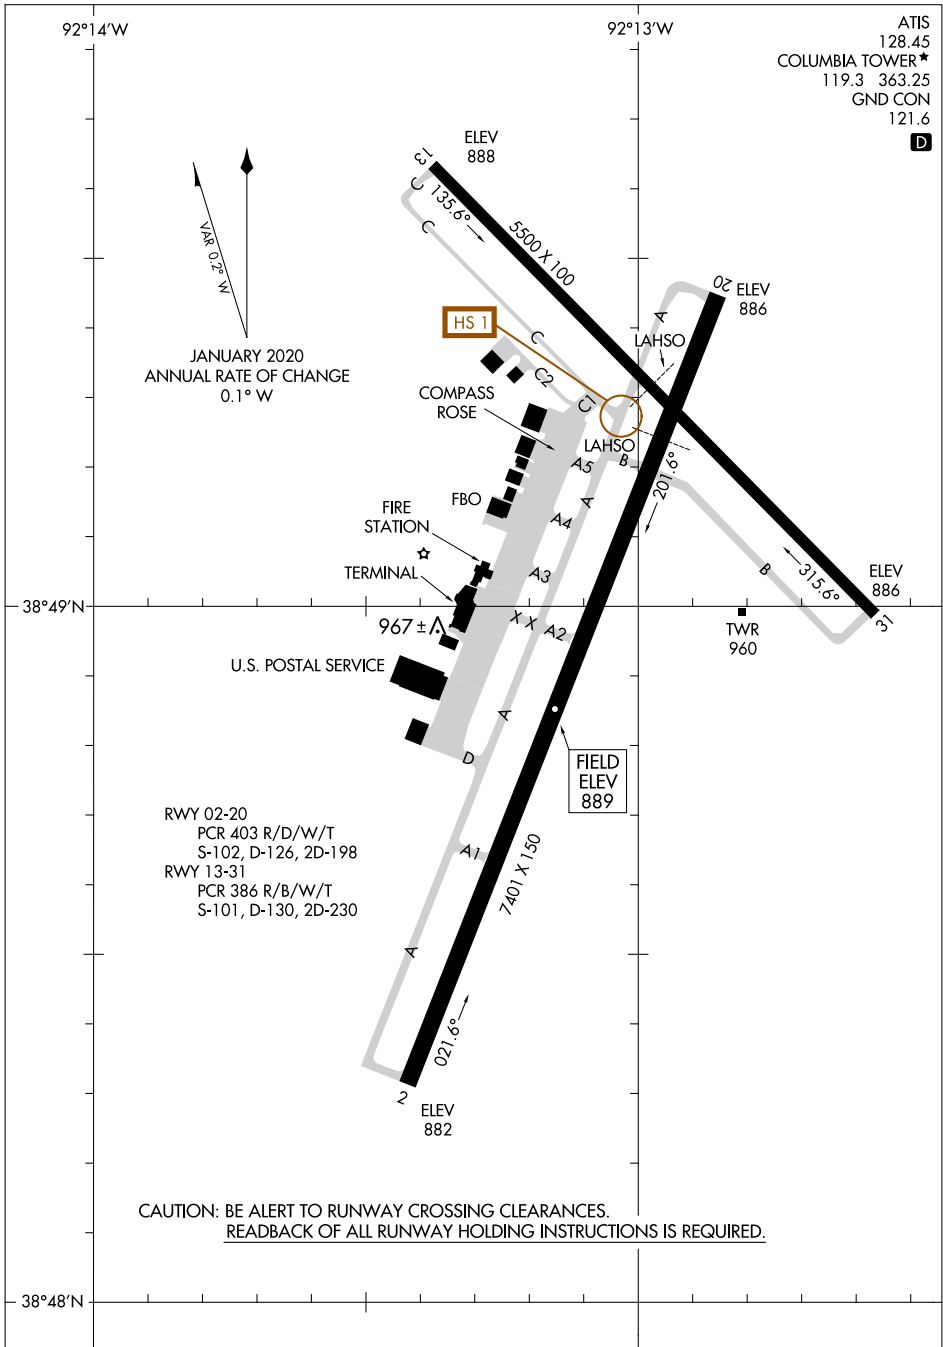 92°14'W
92°13'W
ATIS
128.45
COLUMBIA TOWER★
119.3 363.25
GND CON
121.6
D
ELEV
888
13
C
135.6°
C
5500 X 100
VAR 0.2° W
JANUARY 2020
ANNUAL RATE OF CHANGE
0.1° W
20
ELEV
886
A
HS 1
C
LAHSO
C2
COMPASS
ROSE
C1
LAHSO
A5
B
201.6°
FBO
A
A4
FIRE
STATION
TERMINAL
A3
B
315.6°
ELEV
886
31
38°49'N
967 ±
X X
A2
TWR
960
U.S. POSTAL SERVICE
A
D
FIELD
ELEV
889
RWY 02-20
PCR 403 R/D/W/T
S-102, D-126, 2D-198
RWY 13-31
PCR 386 R/B/W/T
S-101, D-130, 2D-230
A1
7401 X 150
A
021.6°
2
ELEV
882
CAUTION: BE ALERT TO RUNWAY CROSSING CLEARANCES.
READBACK OF ALL RUNWAY HOLDING INSTRUCTIONS IS REQUIRED.
38°48'N